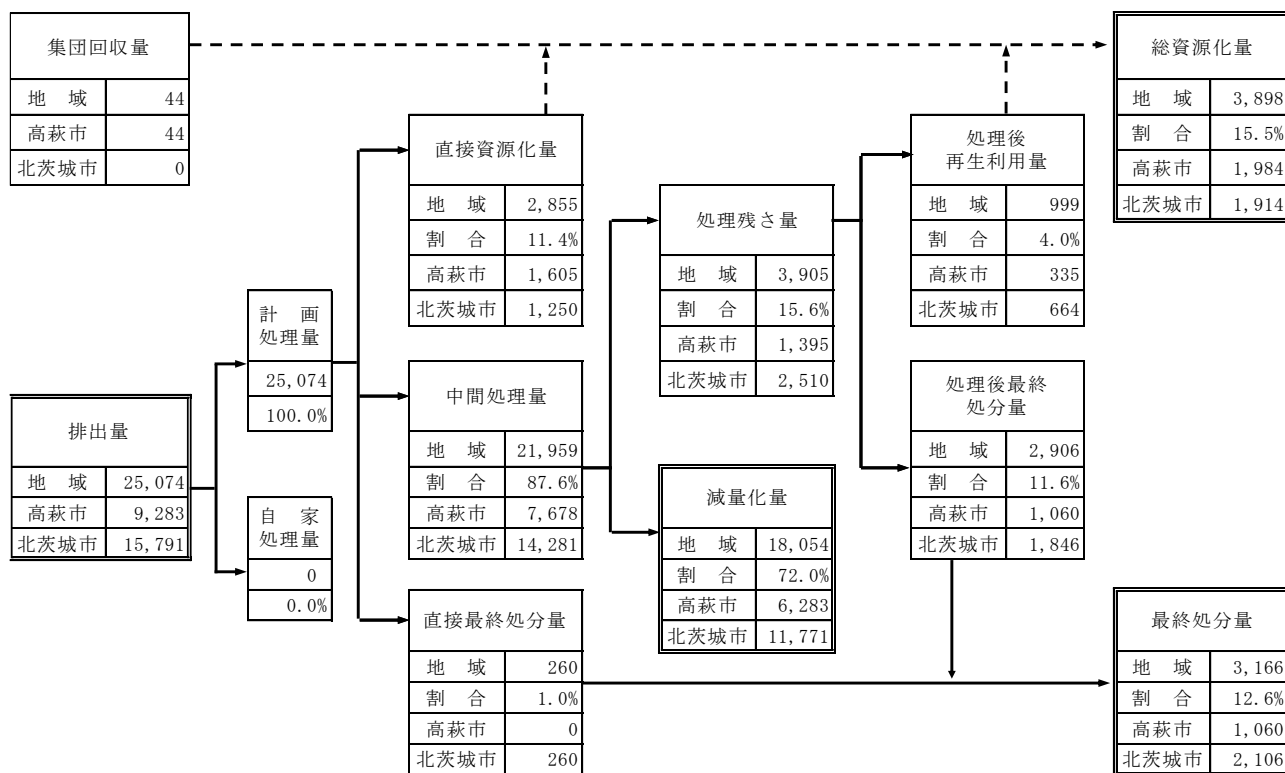 集団回収量
地　域 44
高萩市 44
北茨城市 0
総資源化量
地　域 3,898
割　合 15.5%
高萩市 1,984
北茨城市 1,914
直接資源化量
地　域 2,855
割　合 11.4%
高萩市 1,605
北茨城市 1,250
処理後
再生利用量
地　域 999
割　合 4.0%
高萩市 335
北茨城市 664
処理残さ量
地　域 3,905
割　合 15.6%
高萩市 1,395
北茨城市 2,510
計　画
処理量
25,074
100.0%
中間処理量
地　域 21,959
割　合 87.6%
高萩市 7,678
北茨城市 14,281
処理後最終
処分量
地　域 2,906
割　合 11.6%
高萩市 1,060
北茨城市 1,846
排出量
地　域 25,074
高萩市 9,283
北茨城市 15,791
減量化量
地　域 18,054
割　合 72.0%
高萩市 6,283
北茨城市 11,771
自　家
処理量
0
0.0%
直接最終処分量
地　域 260
割　合 1.0%
高萩市 0
北茨城市 260
最終処分量
地　域 3,166
割　合 12.6%
高萩市 1,060
北茨城市 2,106